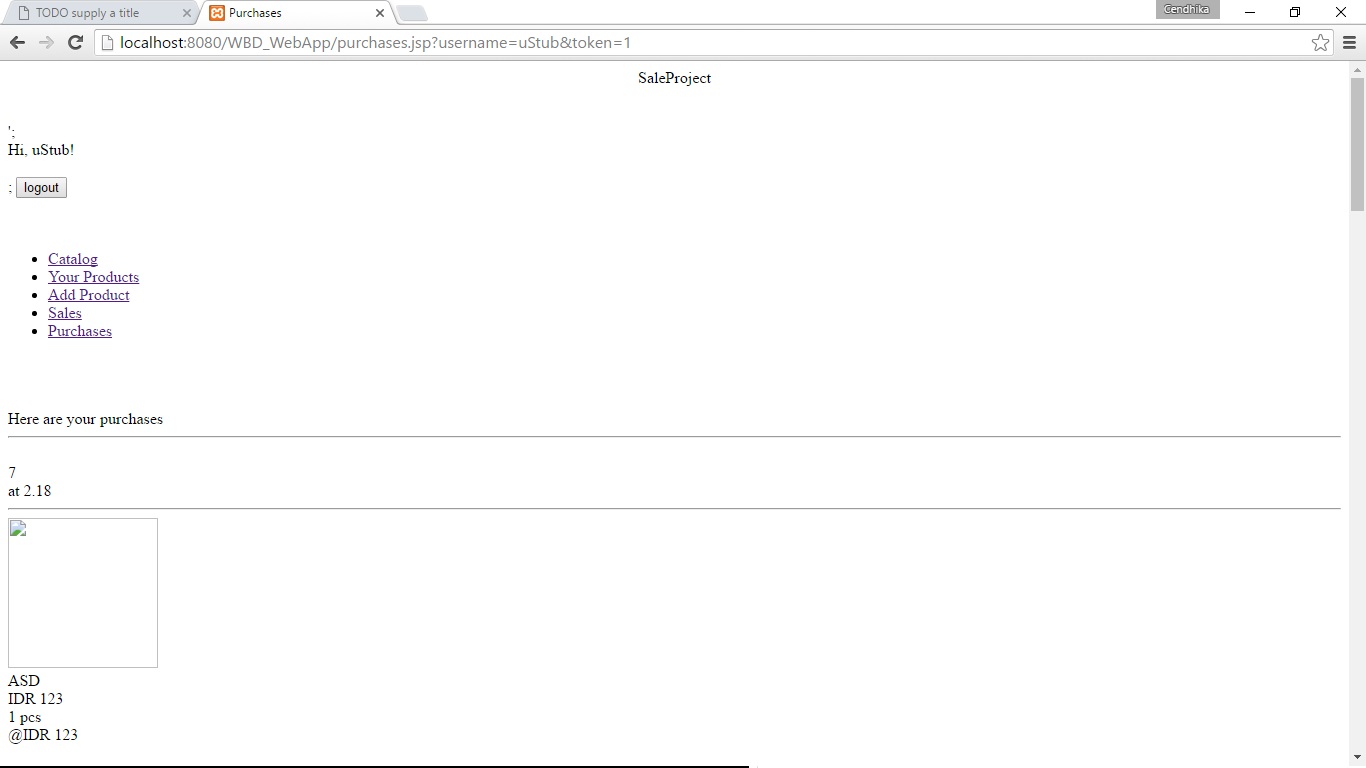 TODO supply a title
Purchases
Cendhika
localhost:8080/WBD_WebApp/purchases.jsp?username=uStub&token=1
SaleProject
';
Hi, uStub!
; logout
Catalog
Your Products
Add Product
Sales
Purchases
Here are your purchases
7
at 2.18
ASD
IDR 123
1 pcs
@IDR 123